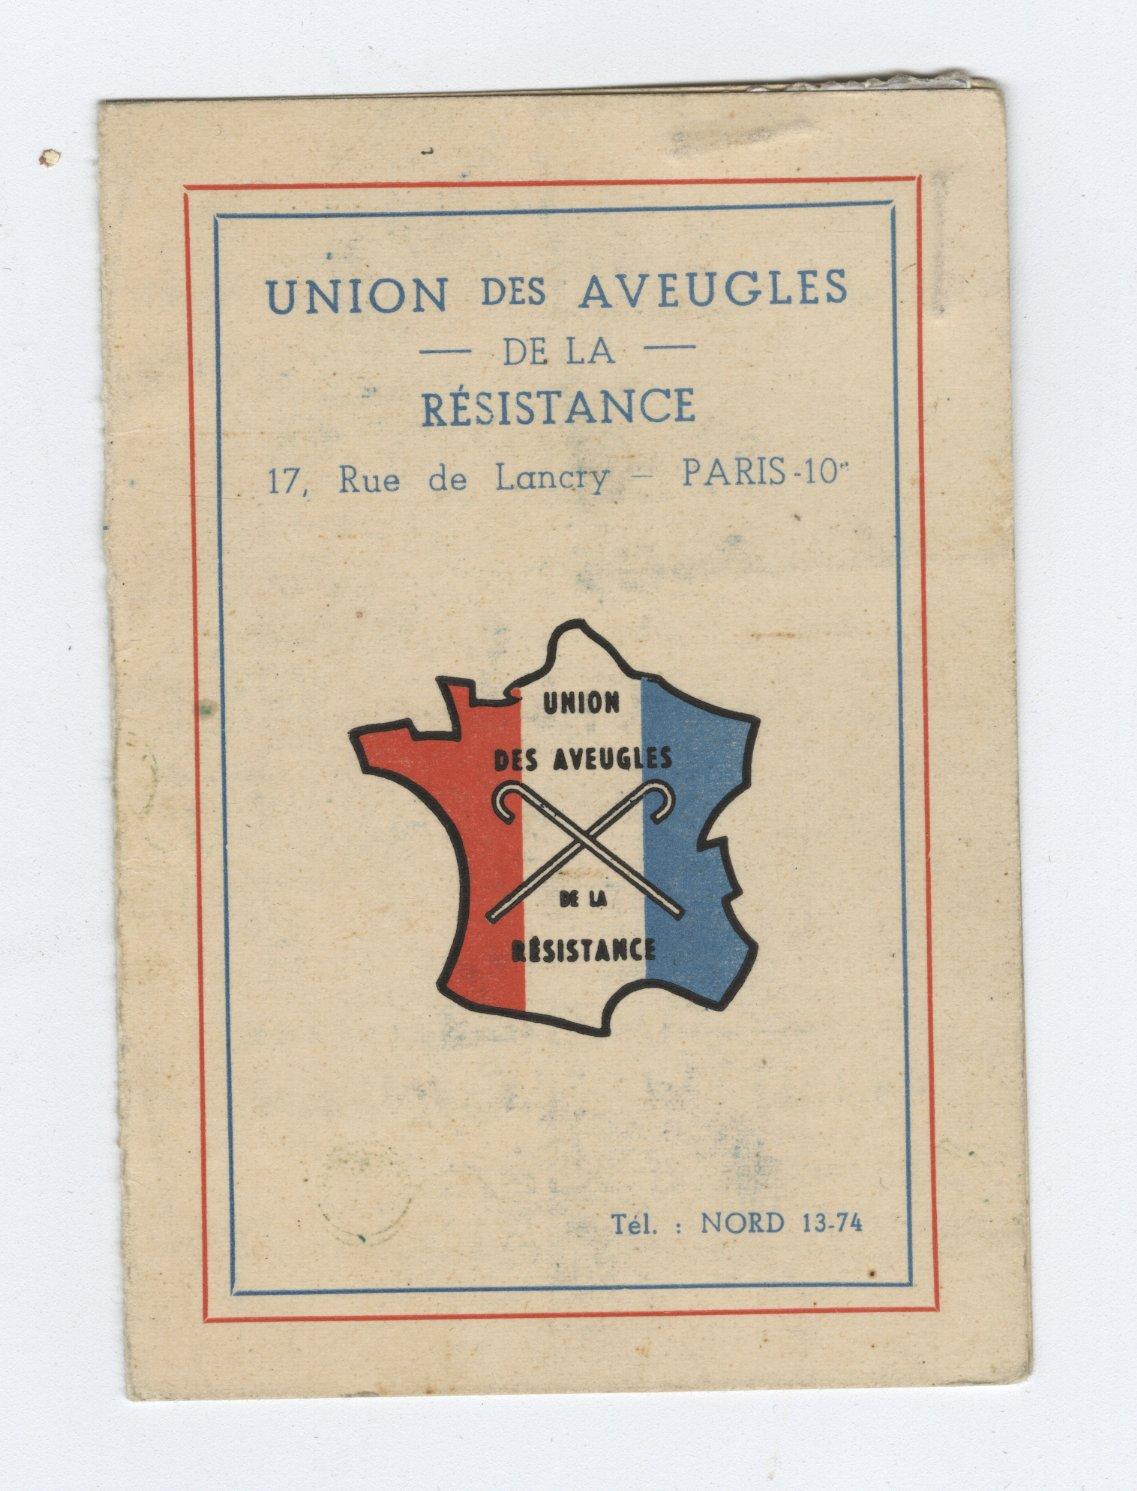 UNION DES AVEUGLES
— DE LA —
RÉSISTANCE
17, Rue de Lancry – PARIS-10e
UNION
DES AVEUGLES
DE LA
RÉSISTANCE
Tél. : NORD 13-74